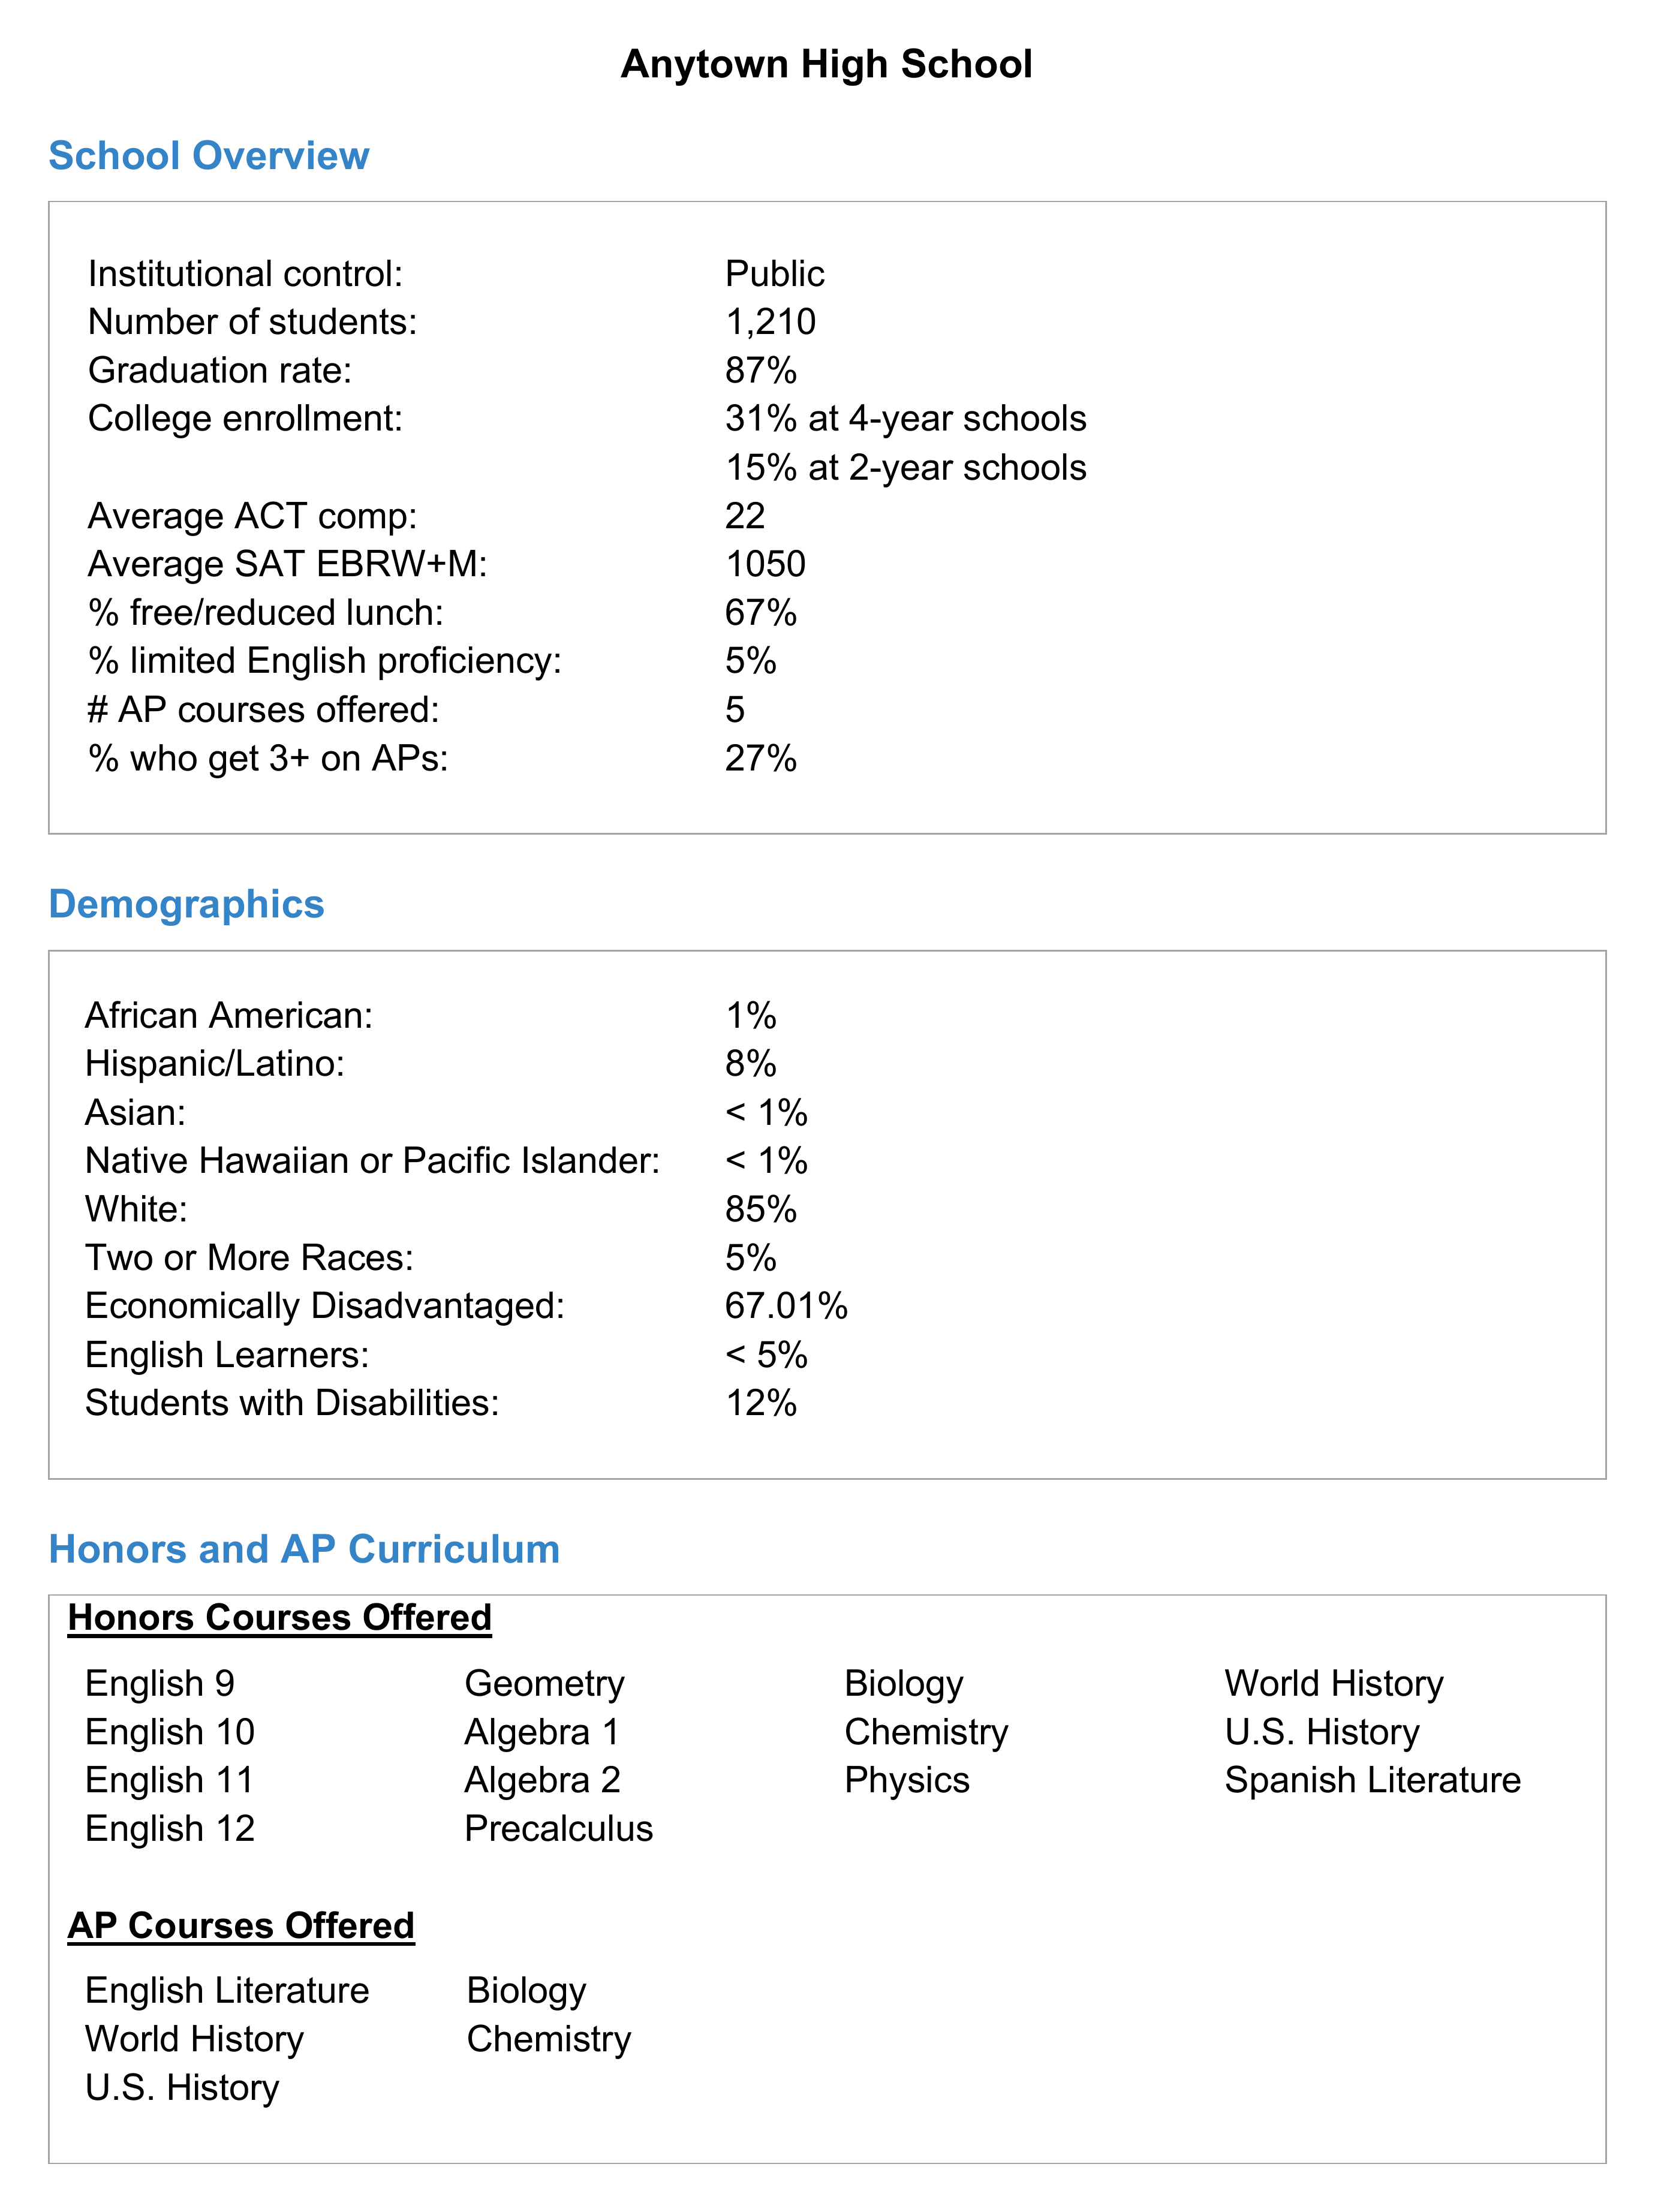 Anytown High School
School Overview
Institutional control: Public
Number of students: 1,210
Graduation rate: 87%
College enrollment: 31% at 4-year schools
15% at 2-year schools
Average ACT comp: 22
Average SAT EBRW+M: 1050
% free/reduced lunch: 67%
% limited English proficiency: 5%
# AP courses offered: 5
% who get 3+ on APs: 27%
Demographics
African American: 1%
Hispanic/Latino: 8%
Asian: < 1%
Native Hawaiian or Pacific Islander: < 1%
White: 85%
Two or More Races: 5%
Economically Disadvantaged: 67.01%
English Learners: < 5%
Students with Disabilities: 12%
Honors and AP Curriculum
Honors Courses Offered
English 9 Geometry Biology World History
English 10 Algebra 1 Chemistry U.S. History
English 11 Algebra 2 Physics Spanish Literature
English 12 Precalculus
AP Courses Offered
English Literature Biology
World History Chemistry
U.S. History